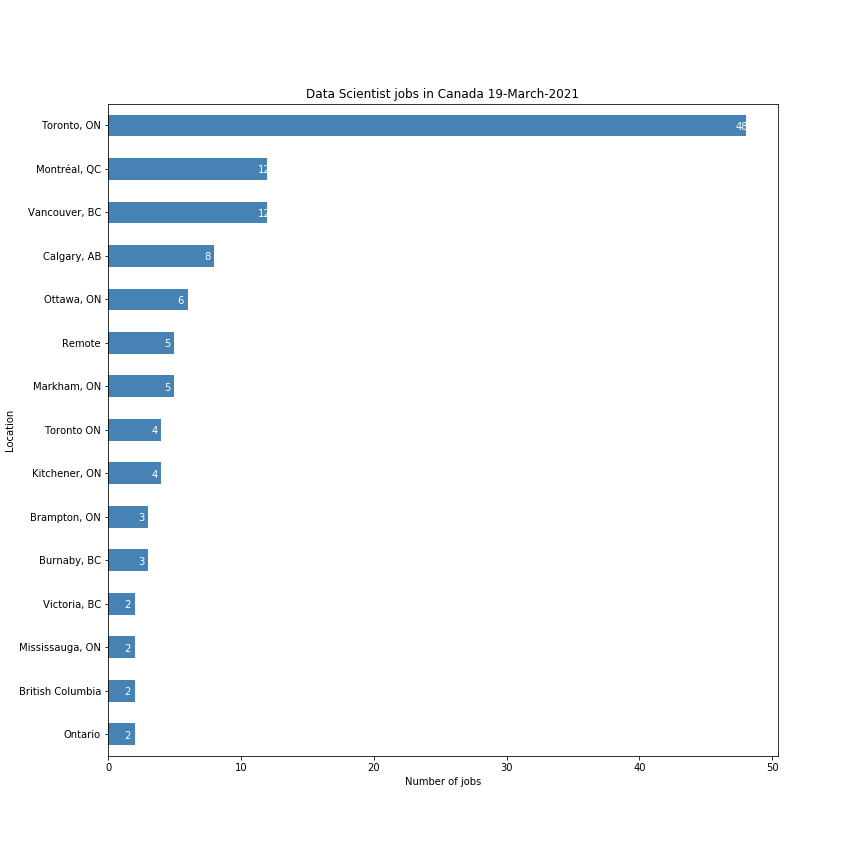 Data Scientist jobs in Canada 19-March-2021
Toronto, ON 48
Montréal, QC 12
Vancouver, BC 12
Calgary, AB 8
Ottawa, ON 6
Remote 5
Markham, ON 5
Toronto ON 4
Kitchener, ON 4
Brampton, ON 3
Burnaby, BC 3
Victoria, BC 2
Mississauga, ON 2
British Columbia 2
Ontario 2
Location
0 10 20 30 40 50
Number of jobs